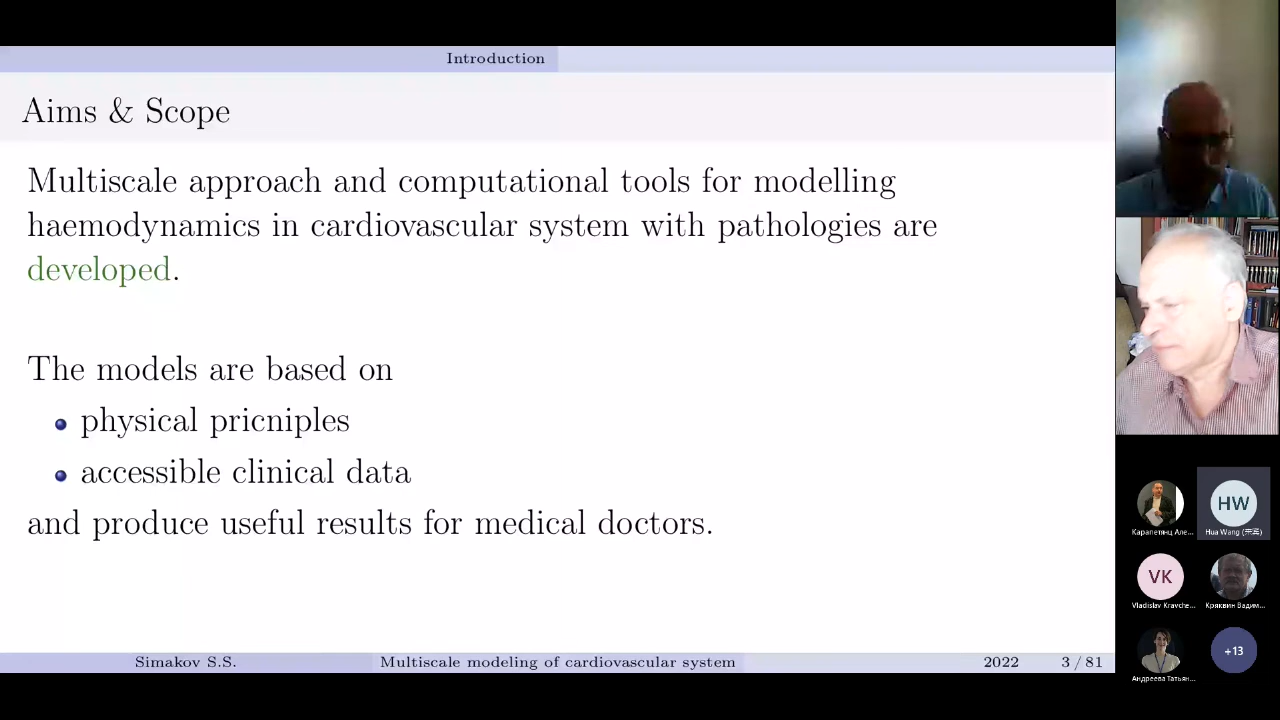 Introduction
Aims & Scope
Multiscale approach and computational tools for modelling
haemodynamics in cardiovascular system with pathologies are
developed.
The models are based on
physical pricniples
accessible clinical data
and produce useful results for medical doctors.
Simakov S.S. Multiscale modeling of cardiovascular system 2022 3 / 81
HW
Карапетянц Але... Hua Wang
VK
Vladislav Kravche... Кряквин Вадим...
+13
Андреева Татьян...